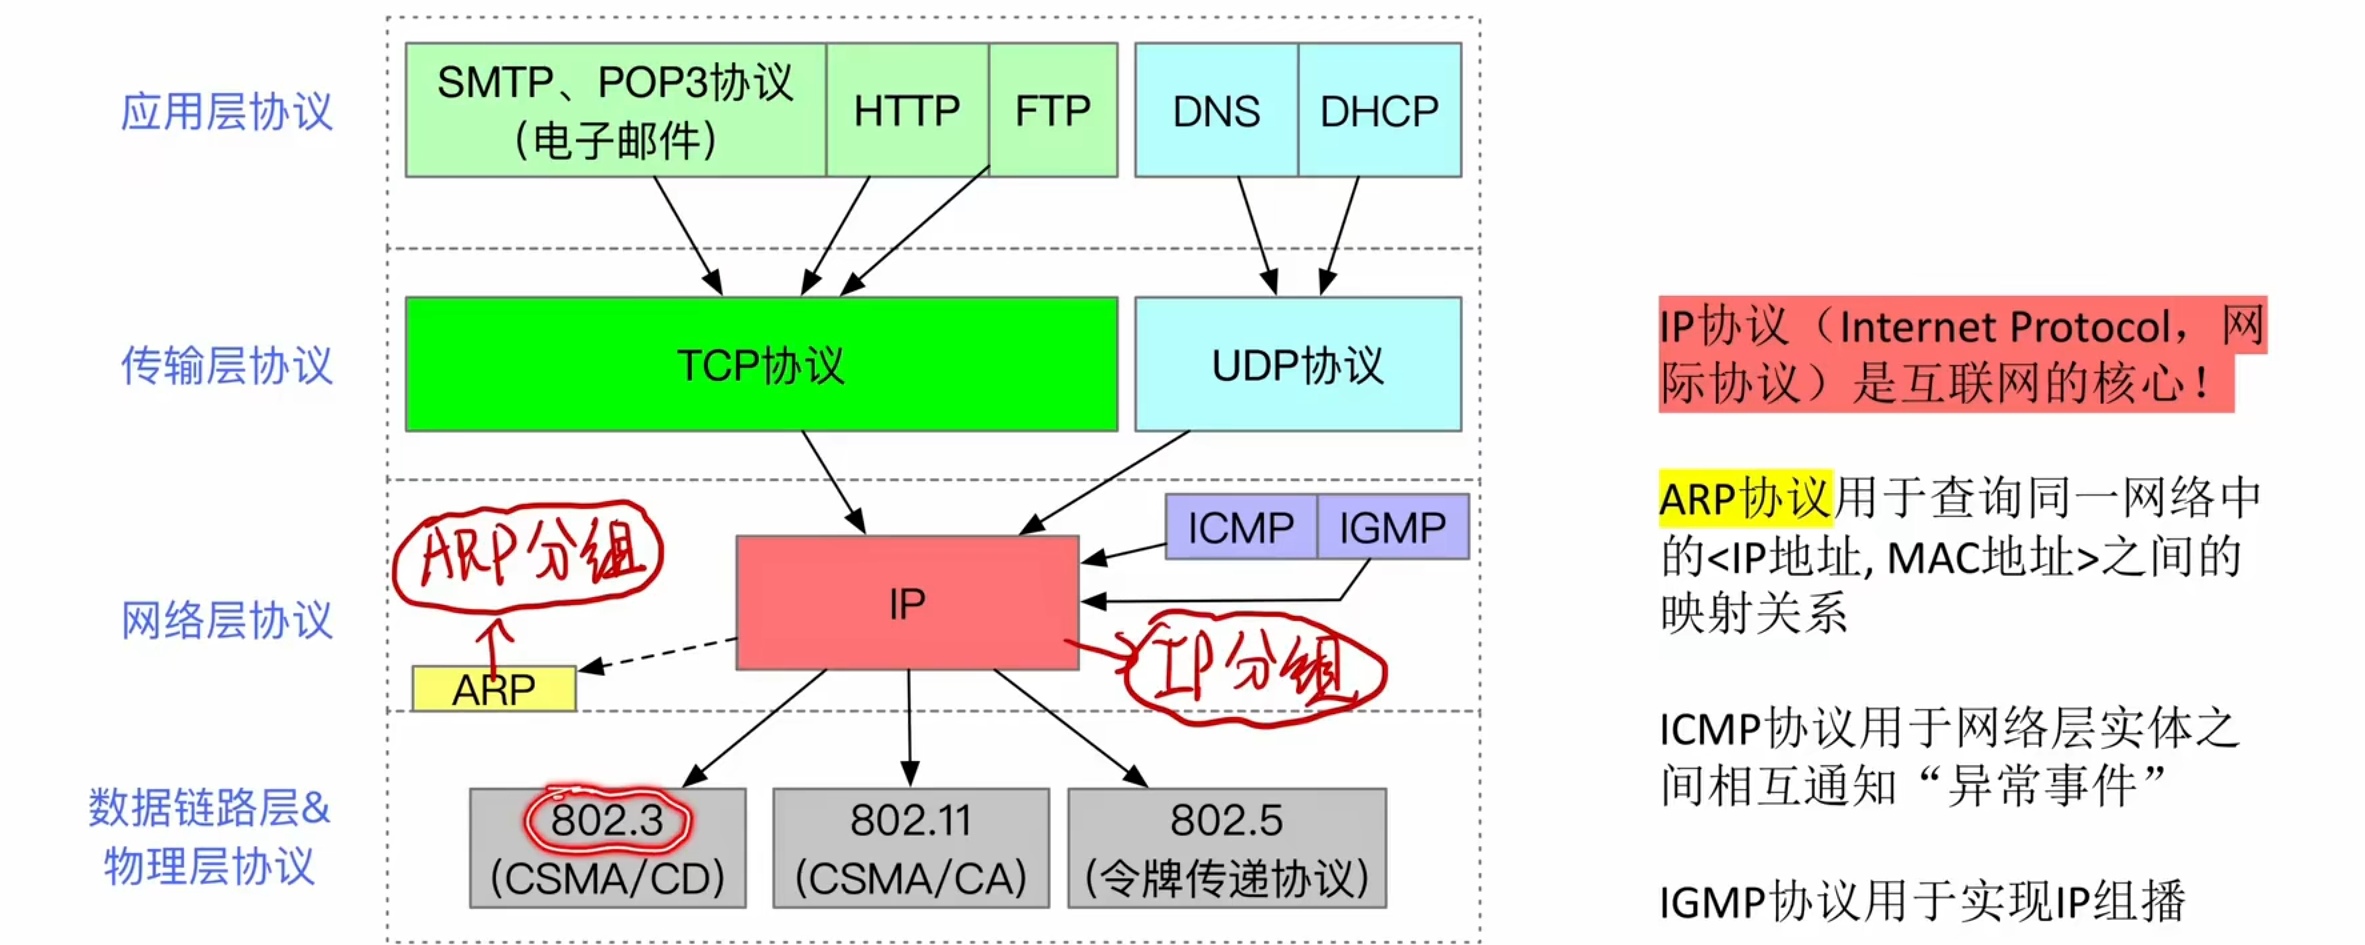 应用层协议
SMTP、POP3协议
（电子邮件）
HTTP
FTP
DNS
DHCP
传输层协议
TCP协议
UDP协议
网络层协议
ARP分组
ARP
IP
ICMP
IGMP
IP分组
数据链路层&
物理层协议
802.3
(CSMA/CD)
802.11
(CSMA/CA)
802.5
(令牌传递协议)
IP协议（Internet Protocol，网
际协议）是互联网的核心！
ARP协议用于查询同一网络中
的<IP地址, MAC地址>之间的
映射关系
ICMP协议用于网络层实体之
间相互通知“异常事件”
IGMP协议用于实现IP组播